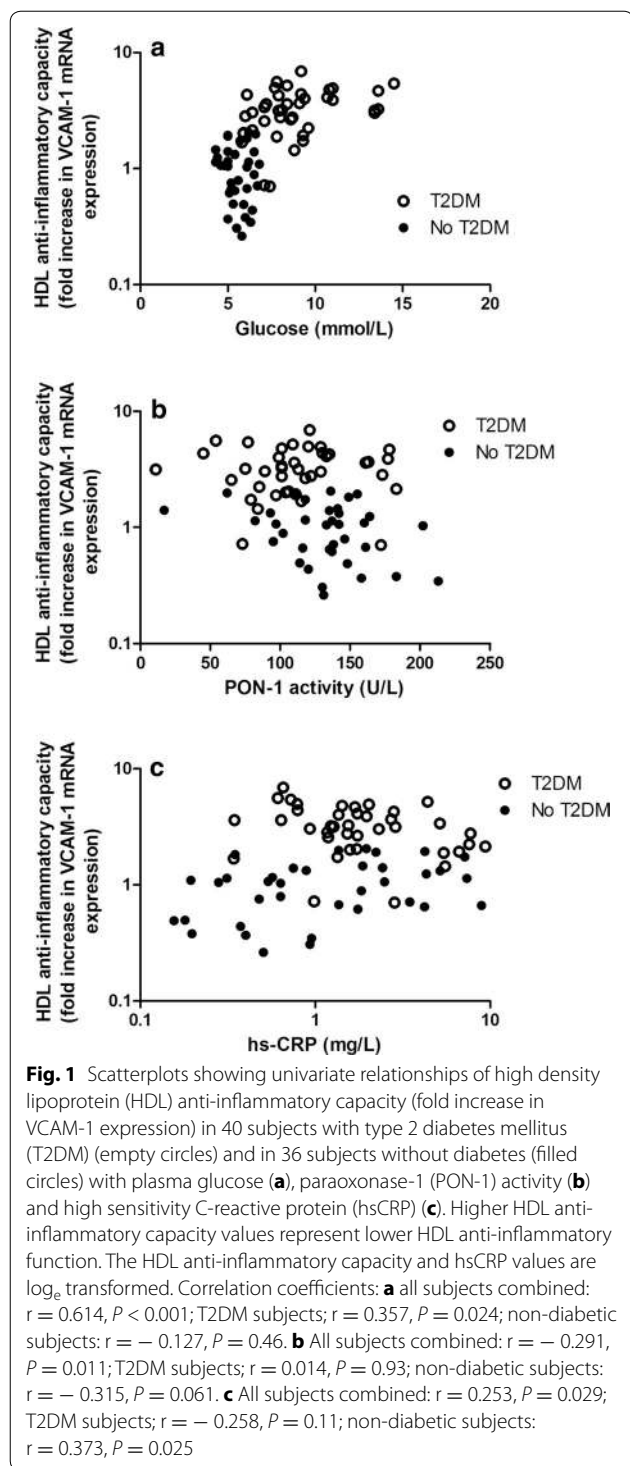 a
HDL anti-inflammatory capacity
(fold increase in VCAM-1 mRNA
expression)
10
1
0.1
T2DM
No T2DM
0 5 10 15 20
Glucose (mmol/L)
b
HDL anti-inflammatory capacity
(fold increase in VCAM-1 mRNA
expression)
10
1
0.1
T2DM
No T2DM
0 50 100 150 200 250
PON-1 activity (U/L)
c
HDL anti-inflammatory capacity
(fold increase in VCAM-1 mRNA
expression)
10
1
0.1
T2DM
No T2DM
0.1 1 10
hs-CRP (mg/L)
Fig. 1 Scatterplots showing univariate relationships of high density
lipoprotein (HDL) anti-inflammatory capacity (fold increase in
VCAM-1 expression) in 40 subjects with type 2 diabetes mellitus
(T2DM) (empty circles) and in 36 subjects without diabetes (filled
circles) with plasma glucose (a), paraoxonase-1 (PON-1) activity (b)
and high sensitivity C-reactive protein (hsCRP) (c). Higher HDL anti-
inflammatory capacity values represent lower HDL anti-inflammatory
function. The HDL anti-inflammatory capacity and hsCRP values are
logₑ transformed. Correlation coefficients: a all subjects combined:
r = 0.614, P < 0.001; T2DM subjects; r = 0.357, P = 0.024; non-diabetic
subjects: r = − 0.127, P = 0.46. b All subjects combined: r = − 0.291,
P = 0.011; T2DM subjects; r = 0.014, P = 0.93; non-diabetic subjects:
r = − 0.315, P = 0.061. c All subjects combined: r = 0.253, P = 0.029;
T2DM subjects; r = − 0.258, P = 0.11; non-diabetic subjects:
r = 0.373, P = 0.025